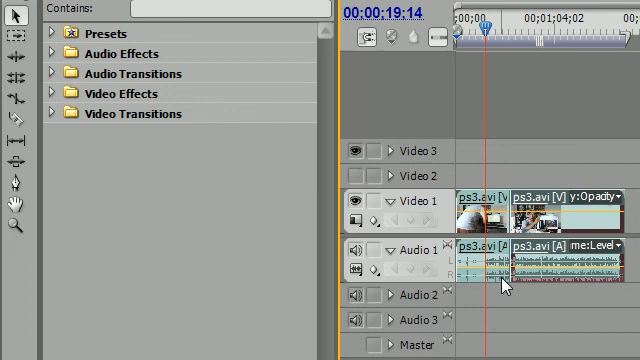 Contains:
Presets
Audio Effects
Audio Transitions
Video Effects
Video Transitions
00:00:19:14
;00;00 00;01;04;02
Video 3
Video 2
Video 1
ps3.avi [V ps3.avi [V] y:Opacity
Audio 1
ps3.avi [A ps3.avi [A] me:Level
L
R
Audio 2
Audio 3
Master